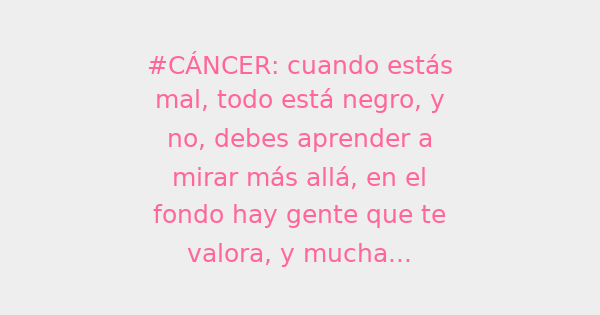 #CÁNCER: cuando estás
mal, todo está negro, y
no, debes aprender a
mirar más allá, en el
fondo hay gente que te
valora, y mucha...